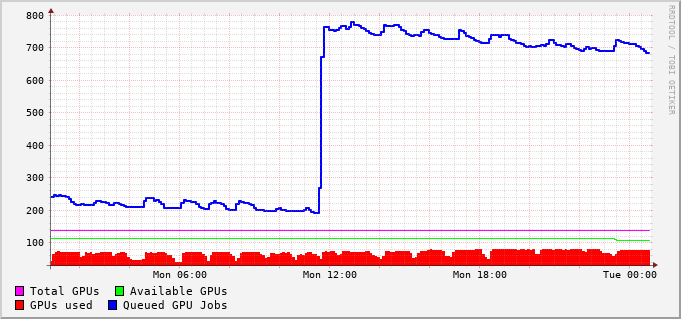 800
700
600
500
400
300
200
100
Mon 06:00 Mon 12:00 Mon 18:00 Tue 00:00
Total GPUs Available GPUs
GPUs used Queued GPU Jobs
RRDTOOL / TOBI OETIKER